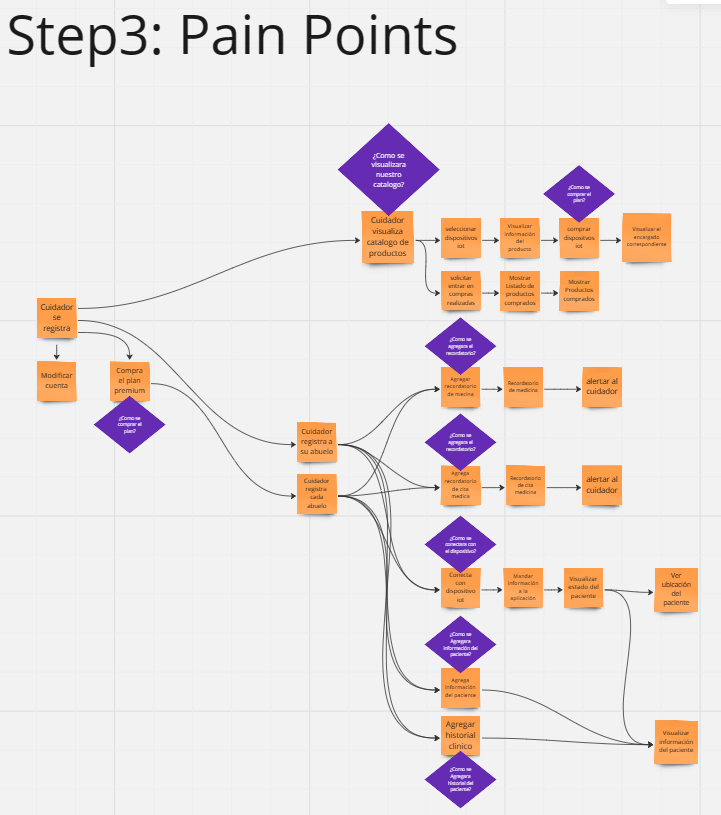 Step3: Pain Points
¿Como se
visualizara
nuestro
catalogo?
¿Como se
comprar el
plan?
Cuidador
visualiza
catalogo de
productos
seleccionar
dispositivos
iot
Visualizar
información
del
producto
comprar
dispositivos
iot
Visualizar el
encargado
correspondiente
solicitar
entrar en
compras
realizadas
Mostrar
Listado de
productos
comprados
Mostrar
Productos
comprados
Cuidador
se
registra
Modificar
cuenta
Compra
el plan
premium
¿Como se
comprar el
plan?
¿Como se
agregara el
recordatorio?
Agregar
recordatorio
de mecina
Recordatorio
de medicina
alertar al
cuidador
Cuidador
registra a
su abuelo
Cuidador
registra
cada
abuelo
¿Como se
agregara el
recordatorio?
Agrega
recordatorio
de cita
medica
Recordatorio
de cita
medicina
alertar al
cuidador
¿Como se
conectara con
el dispositivo?
Conecta
con
dispositivo
iot
Mandar
información
a la
aplicación
Visualizar
estado del
paciente
Ver
ubicación
del
paciente
¿Como se
Agregara
información del
paciente?
Agrega
información
del paciente
Agregar
historial
clinico
¿Como se
Agregara
historial del
paciente?
Visualizar
información
del paciente